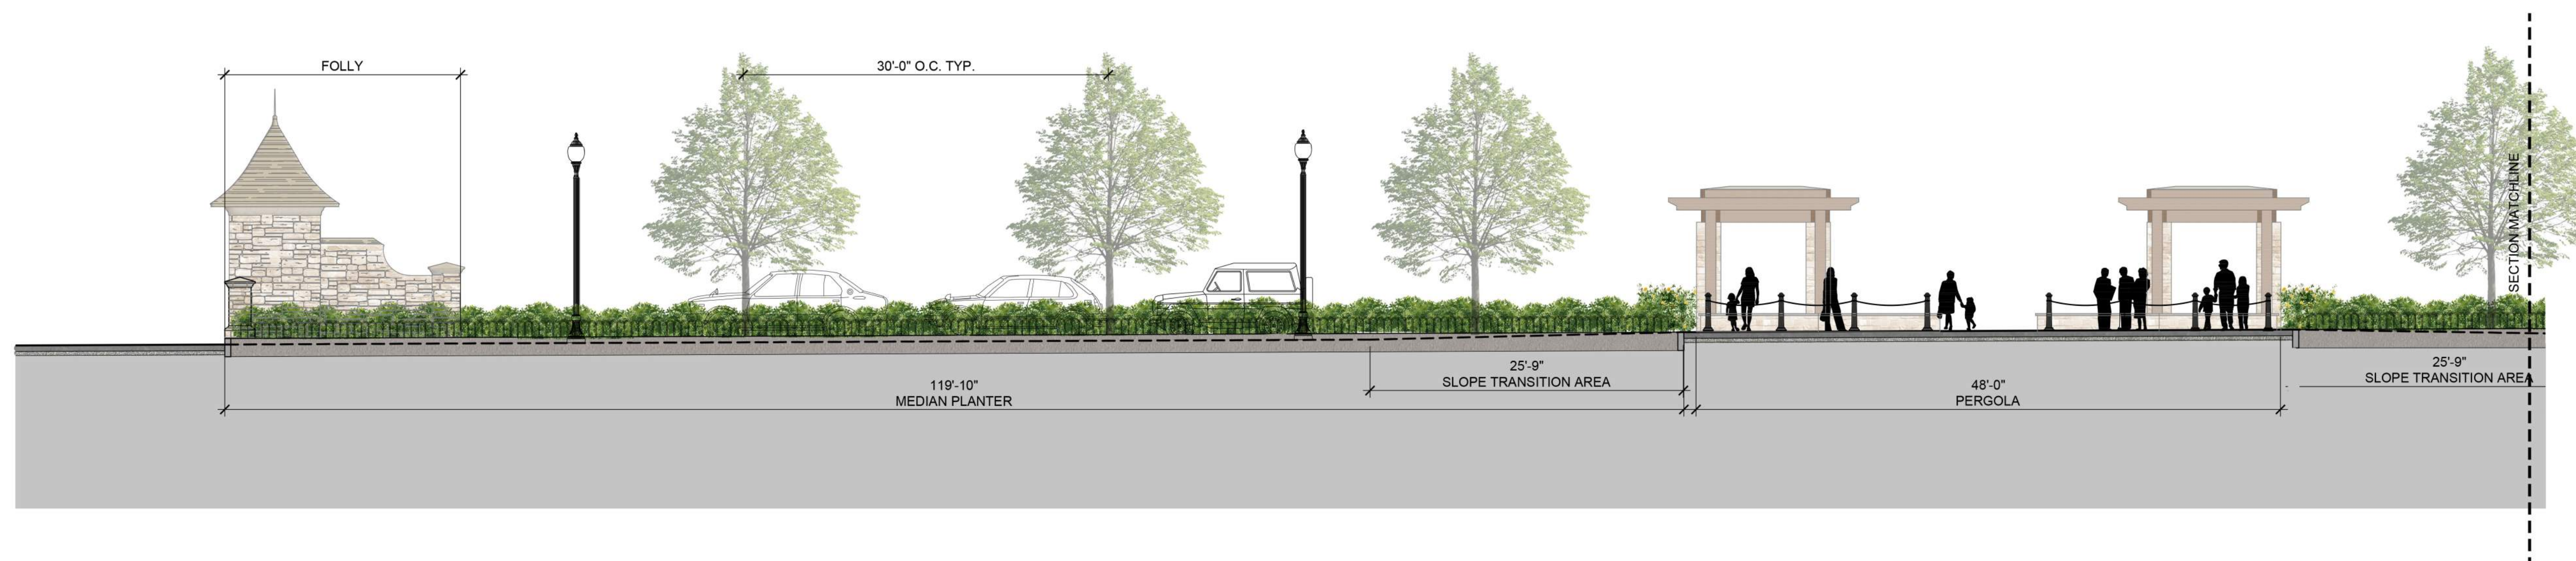 FOLLY
30'-0" O.C. TYP.
SECTION MATCHLINE
119'-10"
MEDIAN PLANTER
25'-9"
SLOPE TRANSITION AREA
48'-0"
PERGOLA
25'-9"
SLOPE TRANSITION AREA